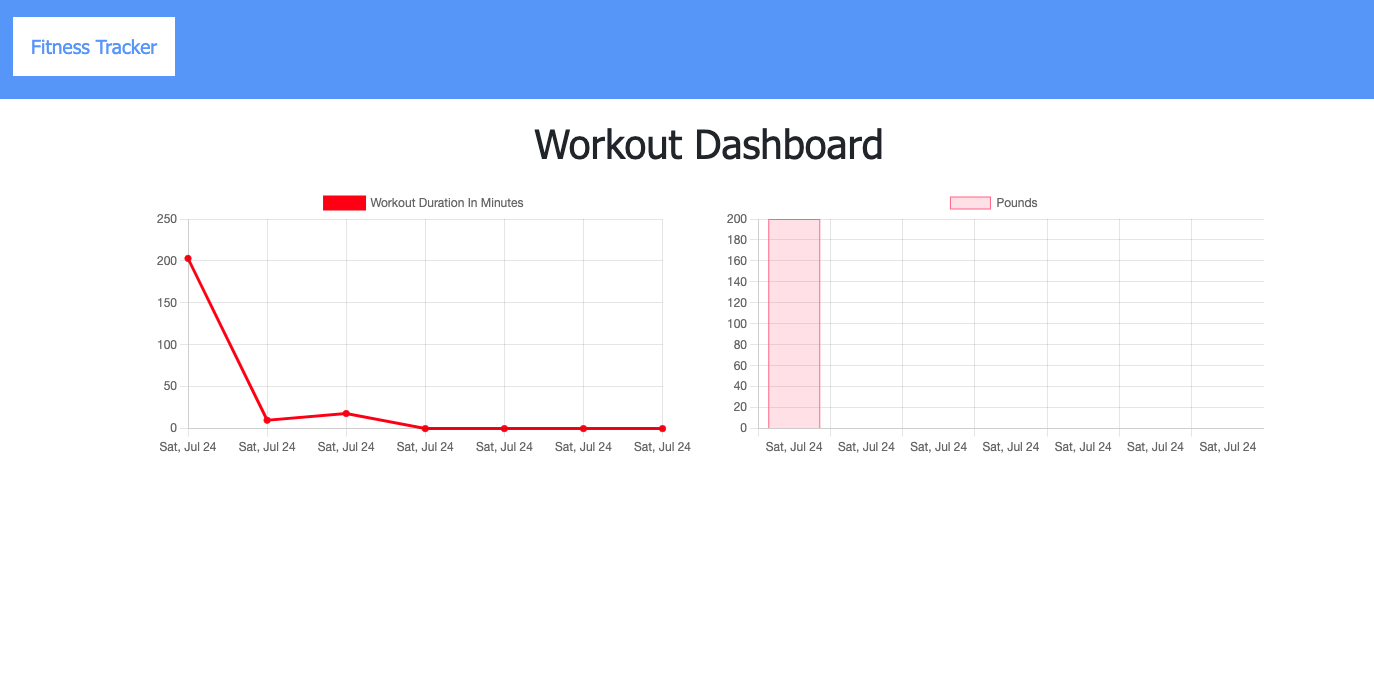 Fitness Tracker
Workout Dashboard
Workout Duration In Minutes
250
200
150
100
50
0
Sat, Jul 24 Sat, Jul 24 Sat, Jul 24 Sat, Jul 24 Sat, Jul 24 Sat, Jul 24 Sat, Jul 24
Pounds
200
180
160
140
120
100
80
60
40
20
0
Sat, Jul 24 Sat, Jul 24 Sat, Jul 24 Sat, Jul 24 Sat, Jul 24 Sat, Jul 24 Sat, Jul 24